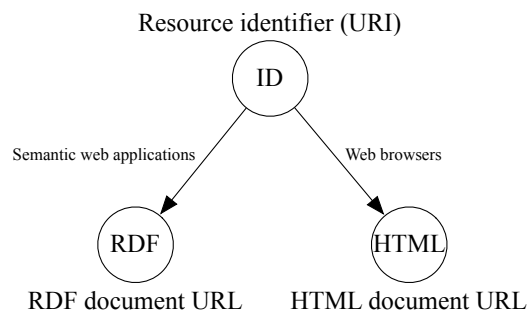 Resource identifier (URI)
ID
Semantic web applications
Web browsers
RDF
HTML
RDF document URL
HTML document URL